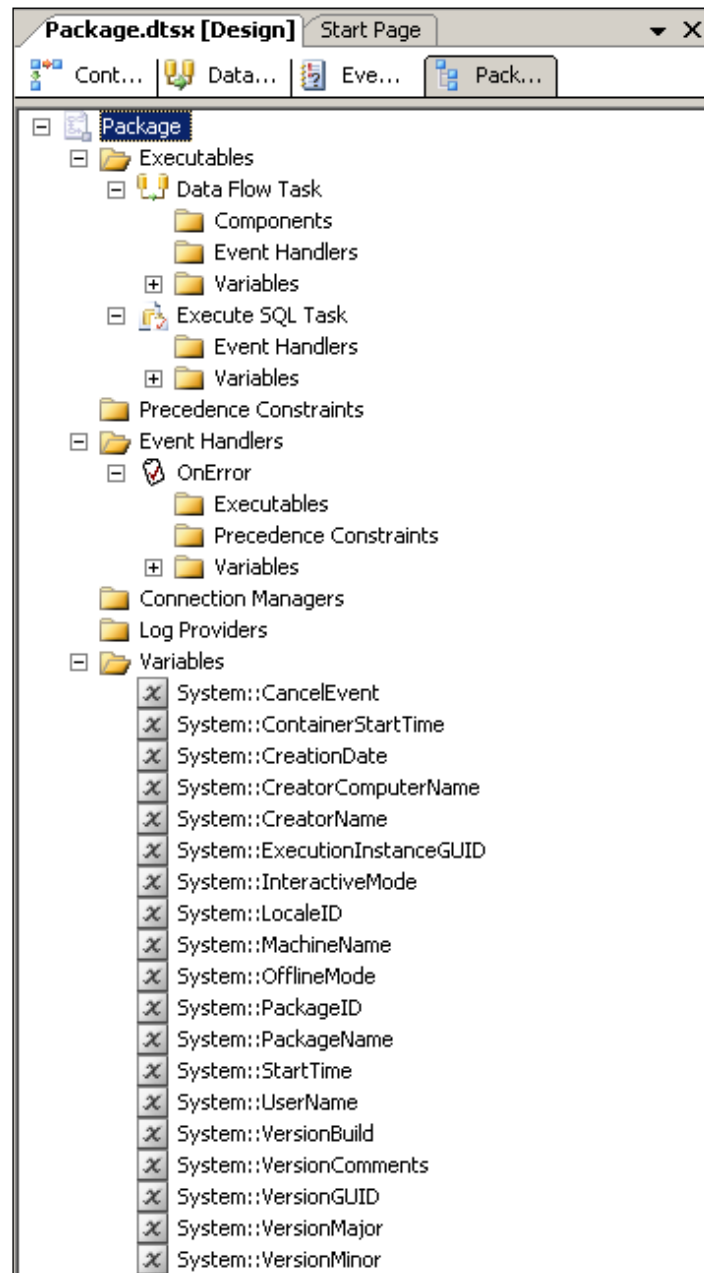 Package.dtsx [Design] Start Page
Cont... Data... Eve... Pack...
Package
Executables
Data Flow Task
Components
Event Handlers
Variables
Execute SQL Task
Event Handlers
Variables
Precedence Constraints
Event Handlers
OnError
Executables
Precedence Constraints
Variables
Connection Managers
Log Providers
Variables
System::CancelEvent
System::ContainerStartTime
System::CreationDate
System::CreatorComputerName
System::CreatorName
System::ExecutionInstanceGUID
System::InteractiveMode
System::LocaleID
System::MachineName
System::OfflineMode
System::PackageID
System::PackageName
System::StartTime
System::UserName
System::VersionBuild
System::VersionComments
System::VersionGUID
System::VersionMajor
System::VersionMinor